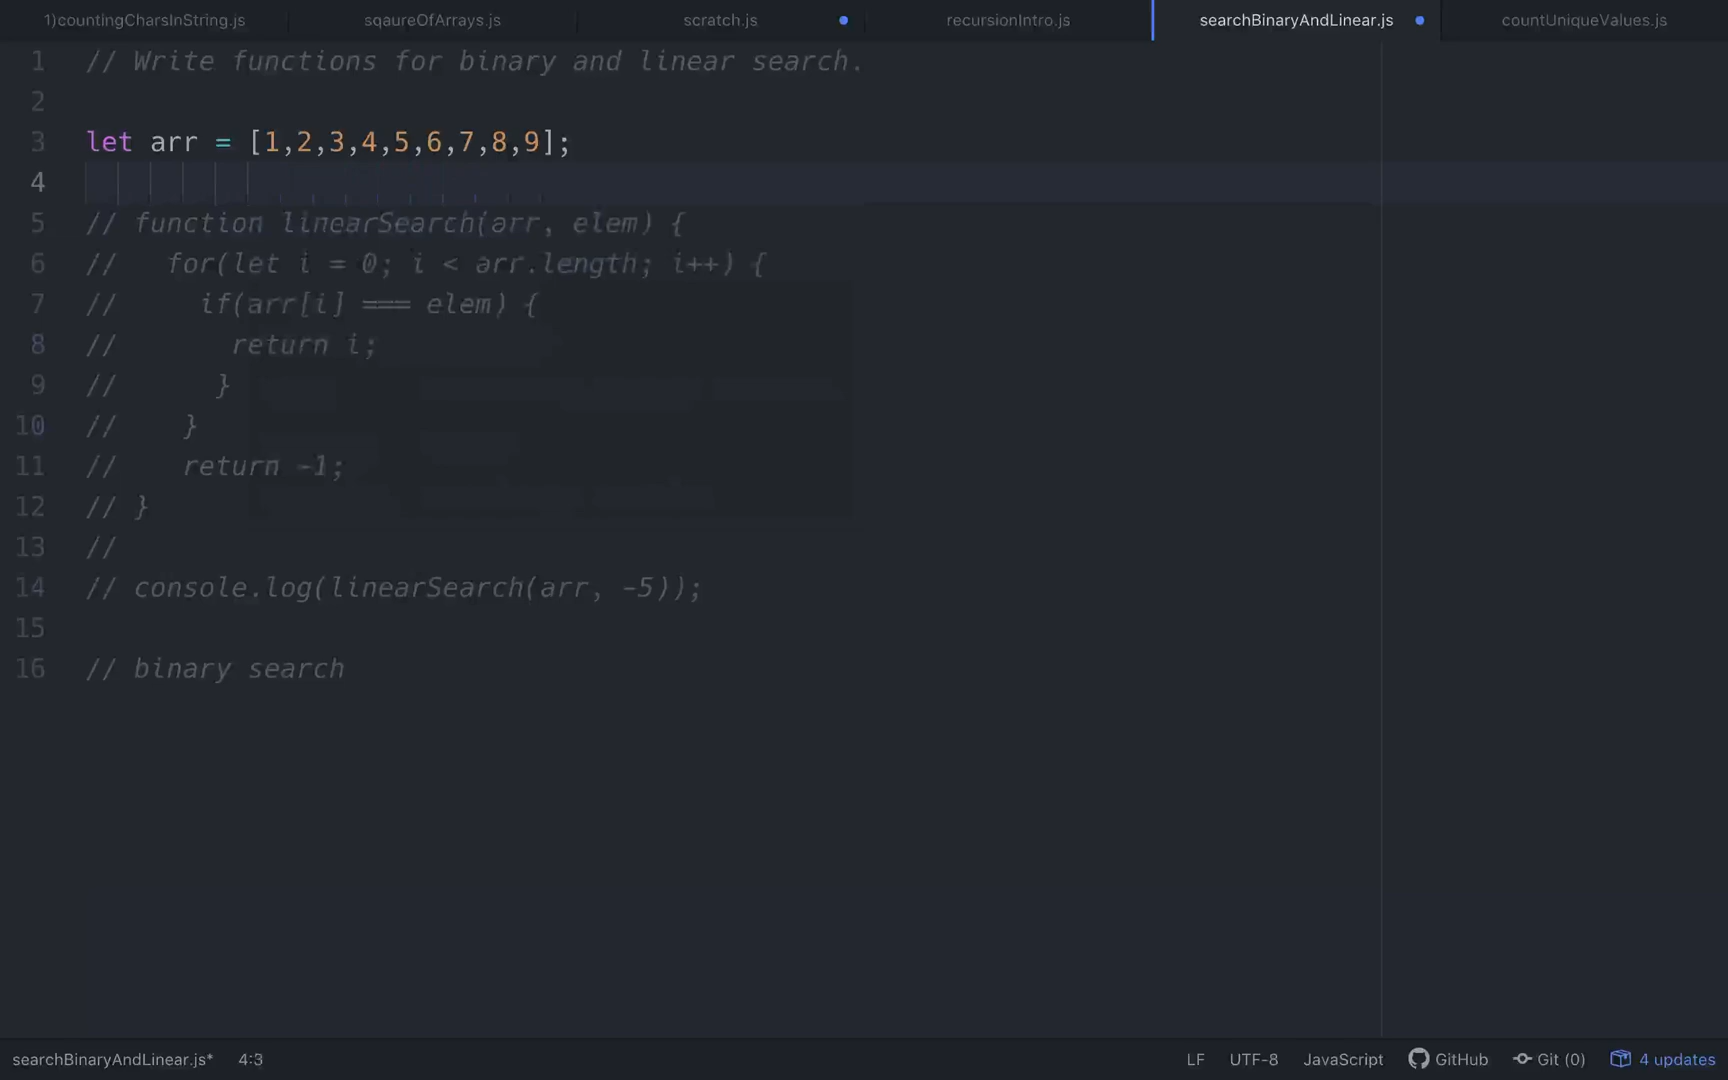 1)countingCharsInString.js sqaureOfArrays.js scratch.js recursionIntro.js searchBinaryAndLinear.js countUniqueValues.js
1 // Write functions for binary and linear search.
2
3 let arr = [1,2,3,4,5,6,7,8,9];
4
5 // function linearSearch(arr, elem) {
6 //   for(let i = 0; i < arr.length; i++) {
7 //     if(arr[i] === elem) {
8 //       return i;
9 //      }
10 //    }
11 //    return -1;
12 // }
13 //
14 // console.log(linearSearch(arr, -5));
15
16 // binary search
searchBinaryAndLinear.js* 4:3 LF UTF-8 JavaScript GitHub Git (0) 4 updates